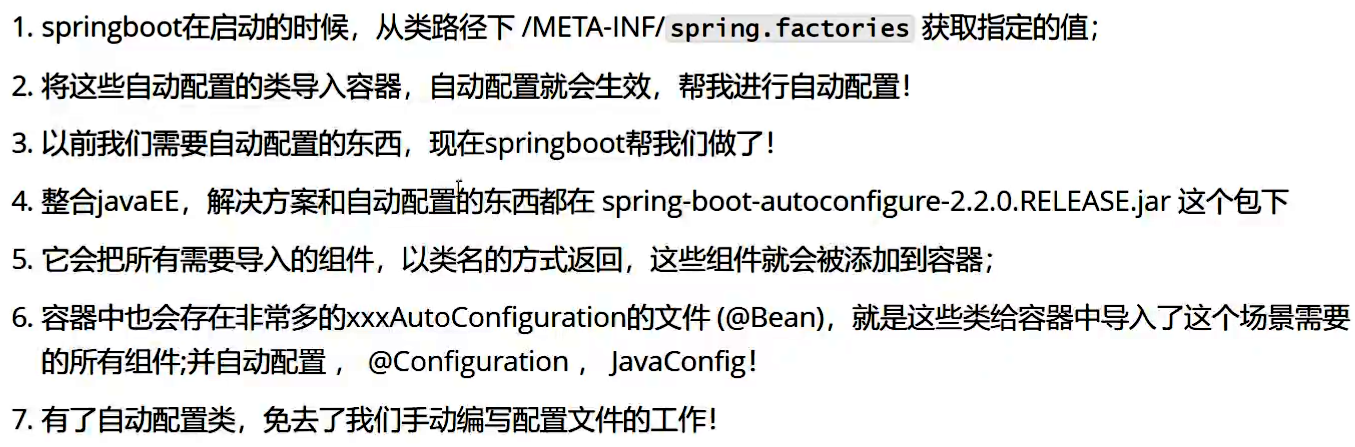 1. springboot在启动的时候，从类路径下 /META-INF/spring.factories 获取指定的值；
2. 将这些自动配置的类导入容器，自动配置就会生效，帮我进行自动配置！
3. 以前我们需要自动配置的东西，现在springboot帮我们做了！
4. 整合javaEE，解决方案和自动配置的东西都在 spring-boot-autoconfigure-2.2.0.RELEASE.jar 这个包下
5. 它会把所有需要导入的组件，以类名的方式返回，这些组件就会被添加到容器；
6. 容器中也会存在非常多的xxxAutoConfiguration的文件 (@Bean)，就是这些类给容器中导入了这个场景需要
的所有组件;并自动配置 ， @Configuration ， JavaConfig！
7. 有了自动配置类，免去了我们手动编写配置文件的工作！